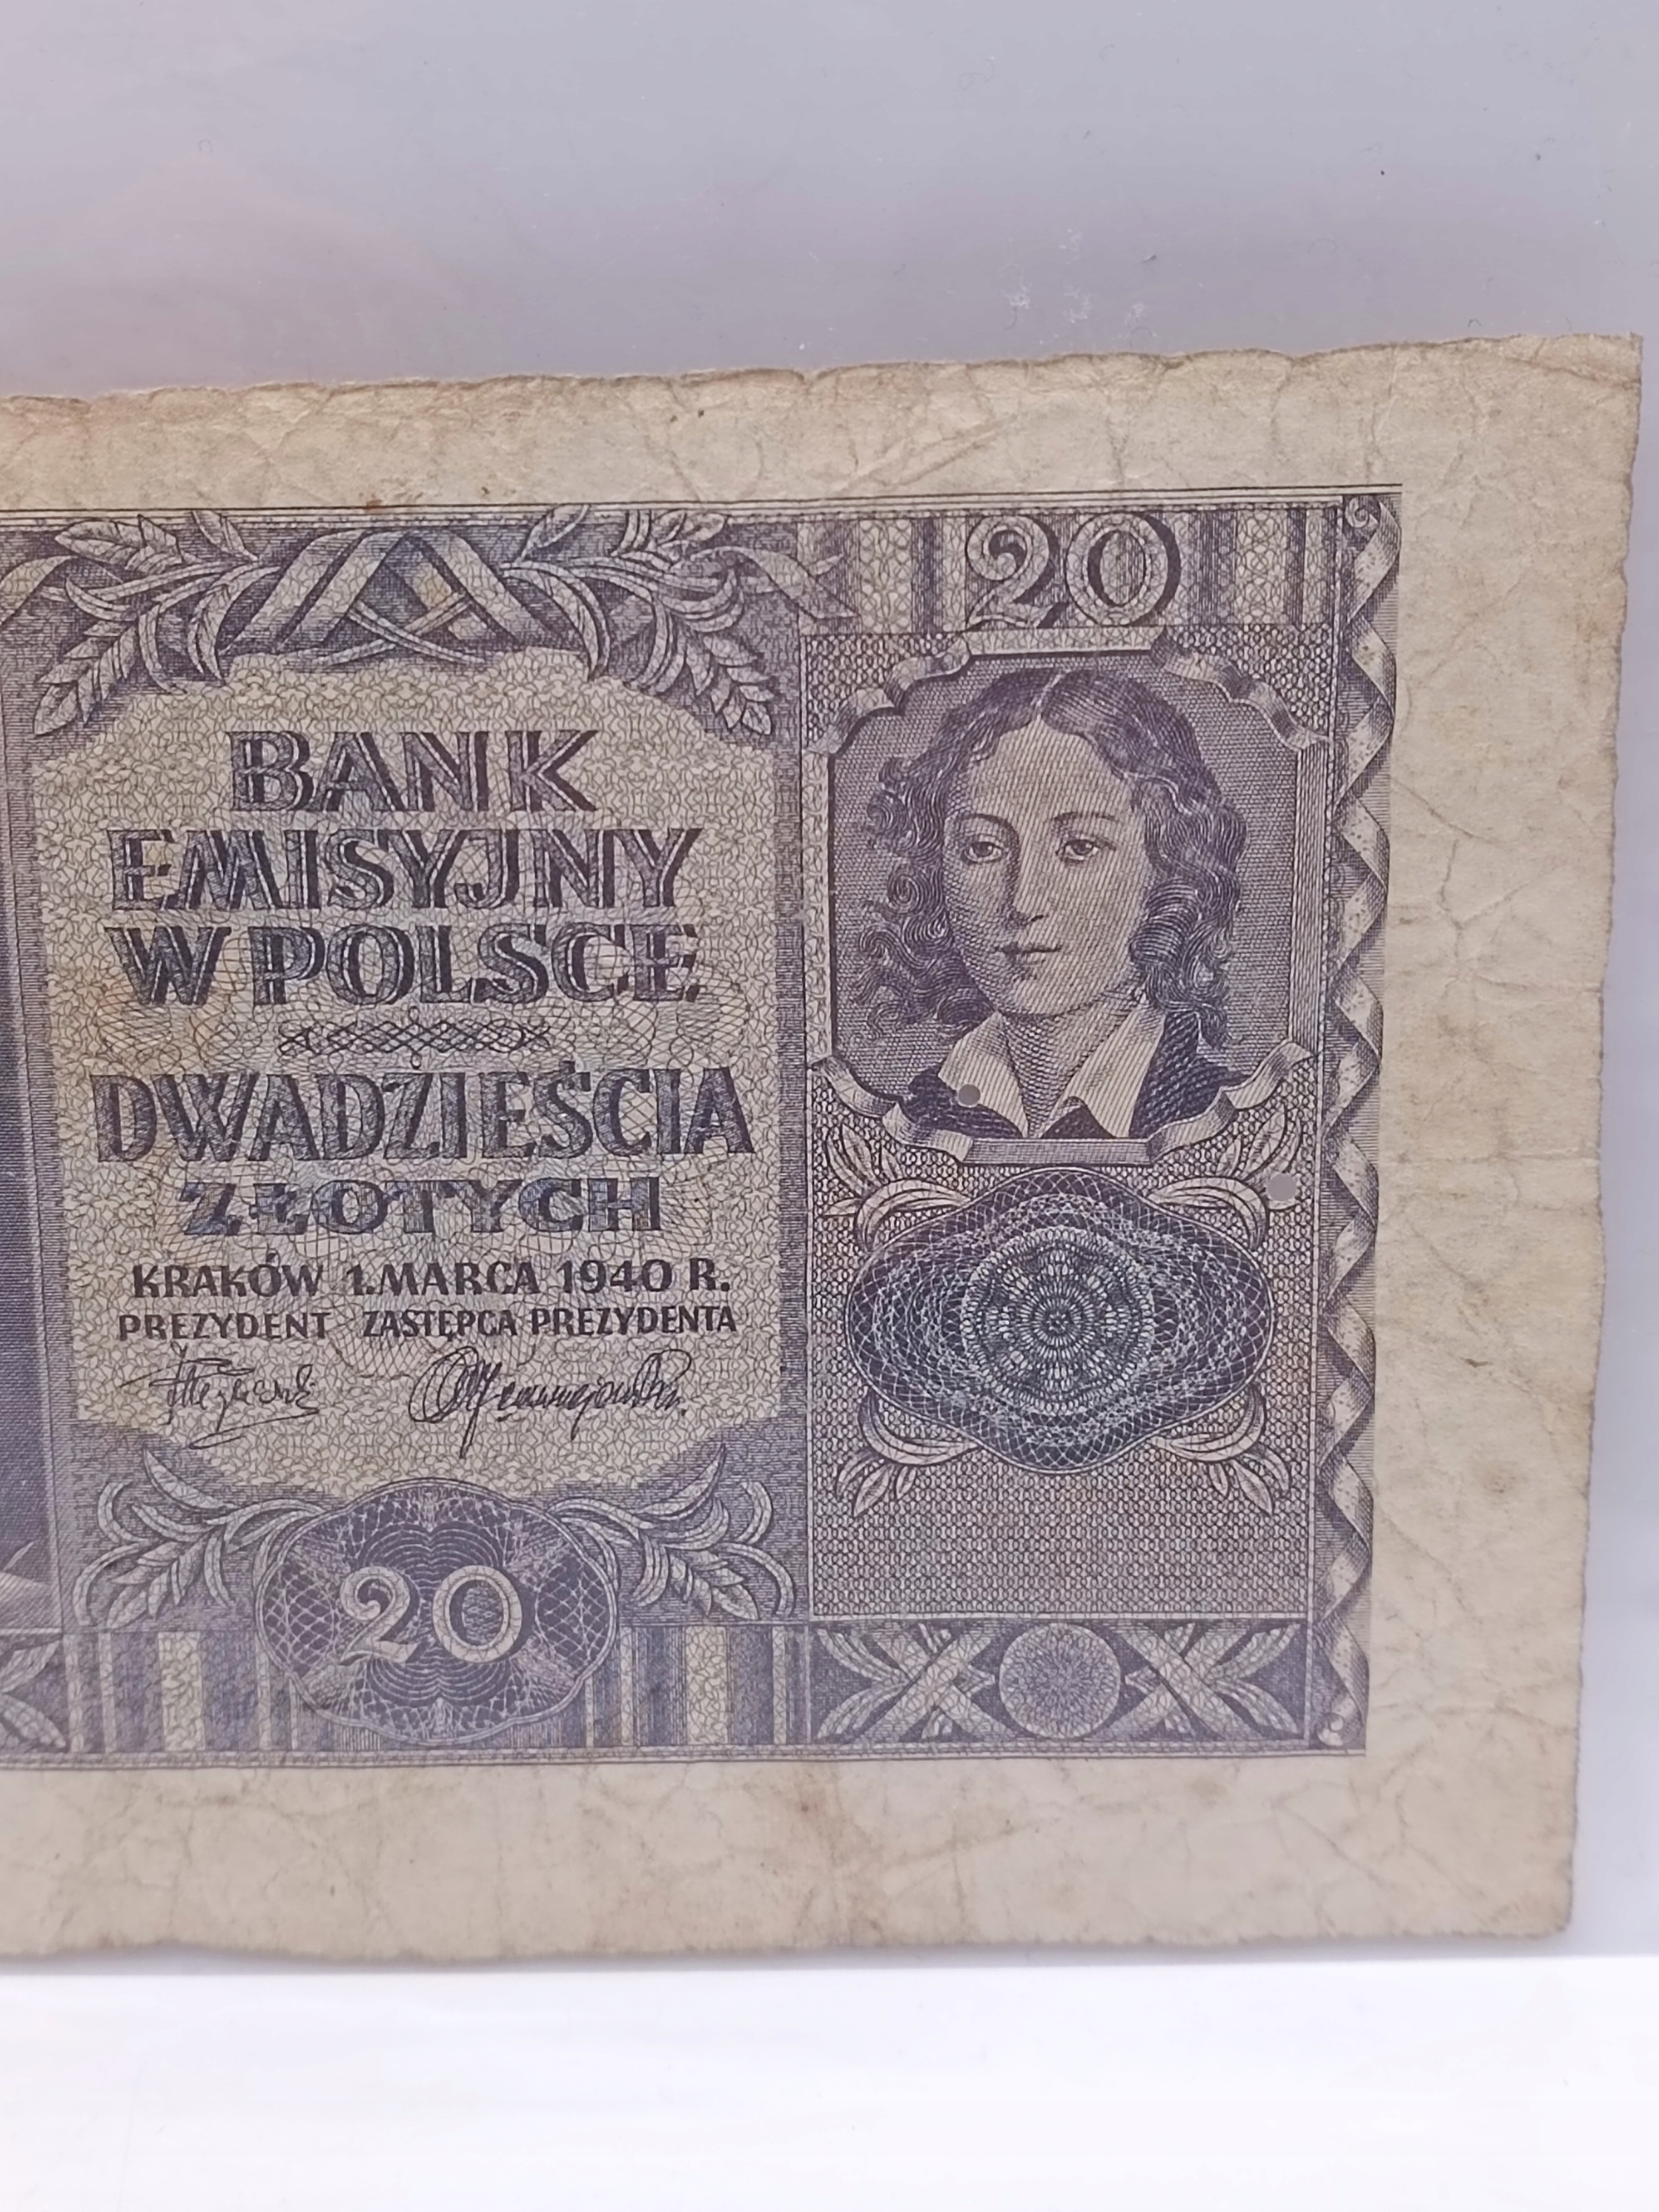 20
BANK
EMISYJNY
W POLSCE
DWADZIEŚCIA
ZŁOTYCH
KRAKÓW 1.MARCA 1940 R.
PREZYDENT ZASTĘPCA PREZYDENTA
20